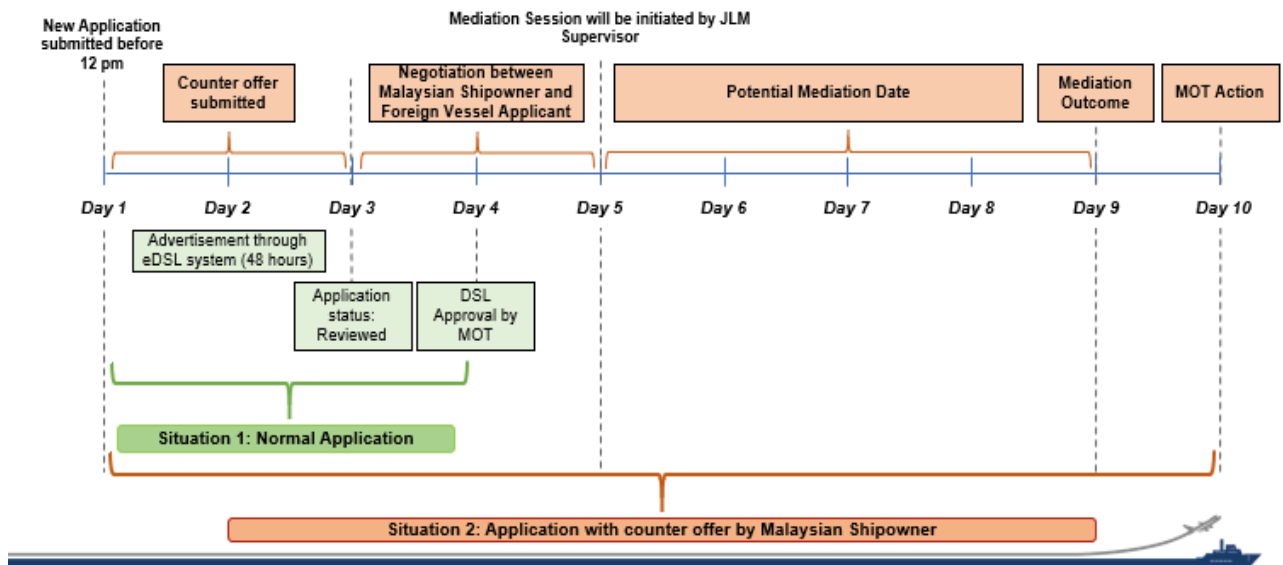 New Application
submitted before
12 pm
Mediation Session will be initiated by JLM
Supervisor
Counter offer
submitted
Negotiation between
Malaysian Shipowner and
Foreign Vessel Applicant
Potential Mediation Date
Mediation
Outcome
MOT Action
Day 1
Day 2
Day 3
Day 4
Day 5
Day 6
Day 7
Day 8
Day 9
Day 10
Advertisement through
eDSL system (48 hours)
Application
status:
Reviewed
DSL
Approval by
MOT
Situation 1: Normal Application
Situation 2: Application with counter offer by Malaysian Shipowner